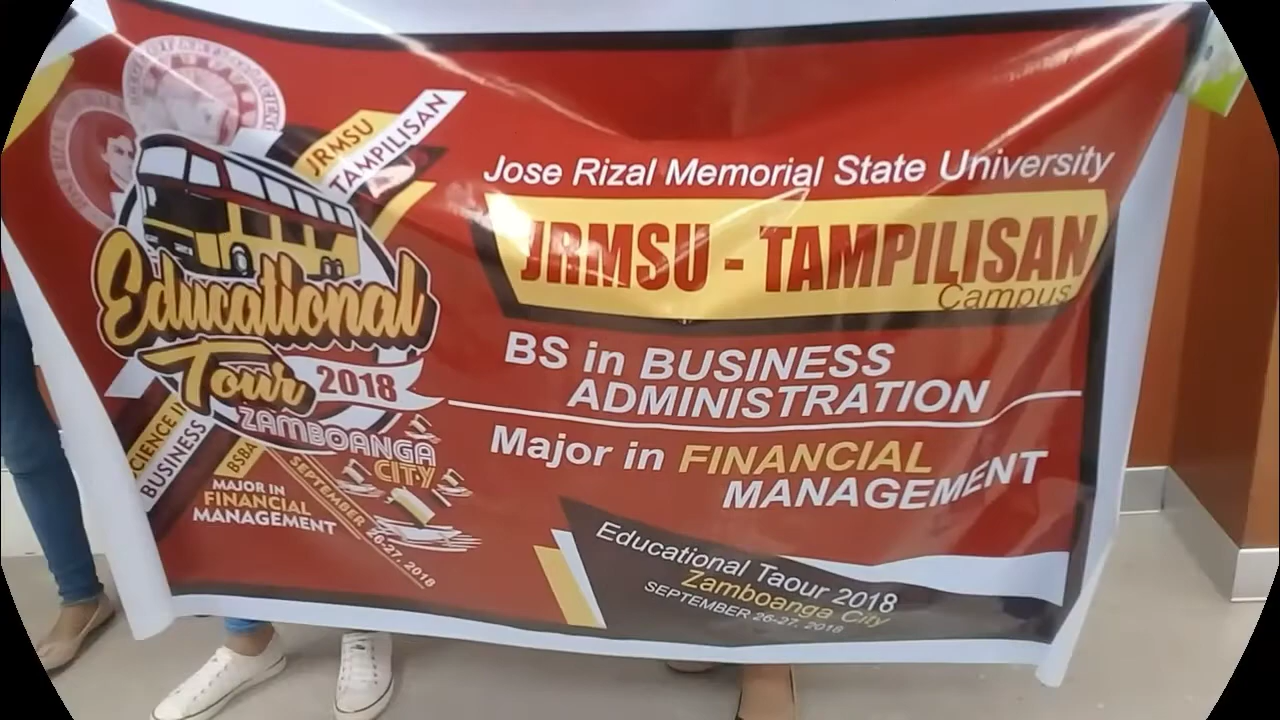 JRMSU
TAMPILISAN
Educational
Tour 2018
ZAMBOANGA
CITY
BUSINESS
BSBA
MAJOR IN
FINANCIAL
MANAGEMENT
SEPTEMBER 26-27, 2018
Jose Rizal Memorial State University
JRMSU - TAMPILISAN
Campus
BS in BUSINESS
ADMINISTRATION
Major in FINANCIAL
MANAGEMENT
Educational Taour 2018
Zamboanga City
SEPTEMBER 26-27, 2018